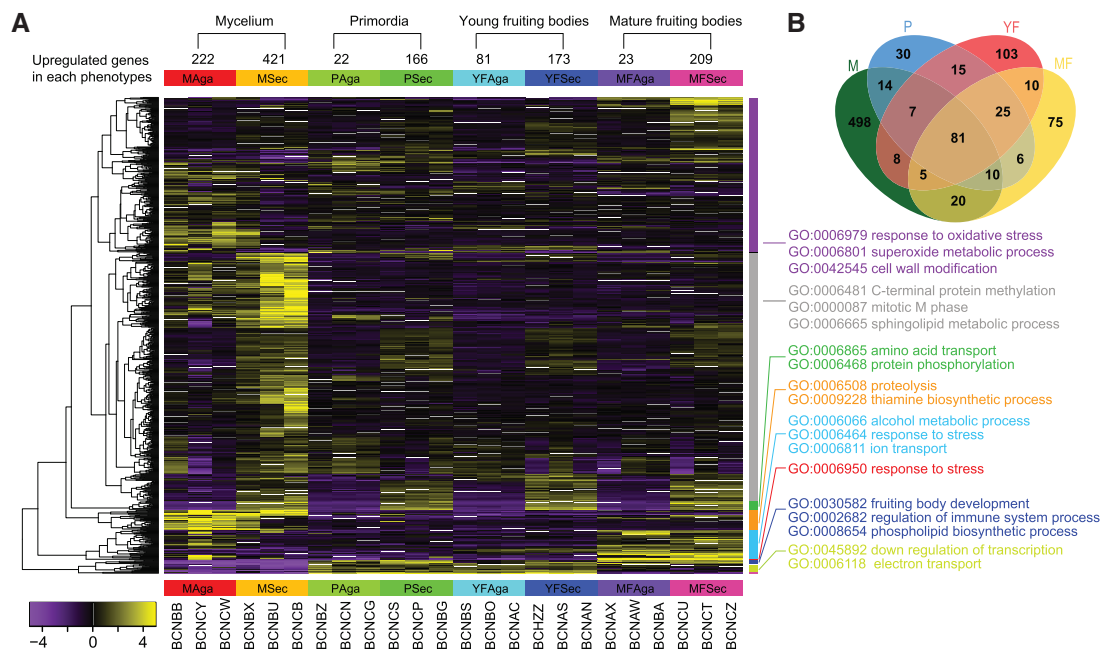 A
Mycelium
Primordia
Young fruiting bodies
Mature fruiting bodies
Upregulated genes
in each phenotypes
222 421 22 166 81 173 23 209
MAga MSec PAga PSec YFAga YFSec MFAga MFSec
MAga MSec PAga PSec YFAga YFSec MFAga MFSec
BCNBB BCNCY BCNCW BCNBX BCNBU BCNCB BCNBZ BCNCN BCNCG BCNCS BCNCP BCNBG BCNBS BCNBO BCNAC BCHZZ BCNAS BCNAN BCNAX BCNAW BCNBA BCNCU BCNCT BCNCZ
−4 0 4
B
P YF
M MF
30 103
14 15 10
498 7 25 75
81
8 6
5 10
20
GO:0006979 response to oxidative stress
GO:0006801 superoxide metabolic process
GO:0042545 cell wall modification
GO:0006481 C-terminal protein methylation
GO:0000087 mitotic M phase
GO:0006665 sphingolipid metabolic process
GO:0006865 amino acid transport
GO:0006468 protein phosphorylation
GO:0006508 proteolysis
GO:0009228 thiamine biosynthetic process
GO:0006066 alcohol metabolic process
GO:0006464 response to stress
GO:0006811 ion transport
GO:0006950 response to stress
GO:0030582 fruiting body development
GO:0002682 regulation of immune system process
GO:0008654 phospholipid biosynthetic process
GO:0045892 down regulation of transcription
GO:0006118 electron transport